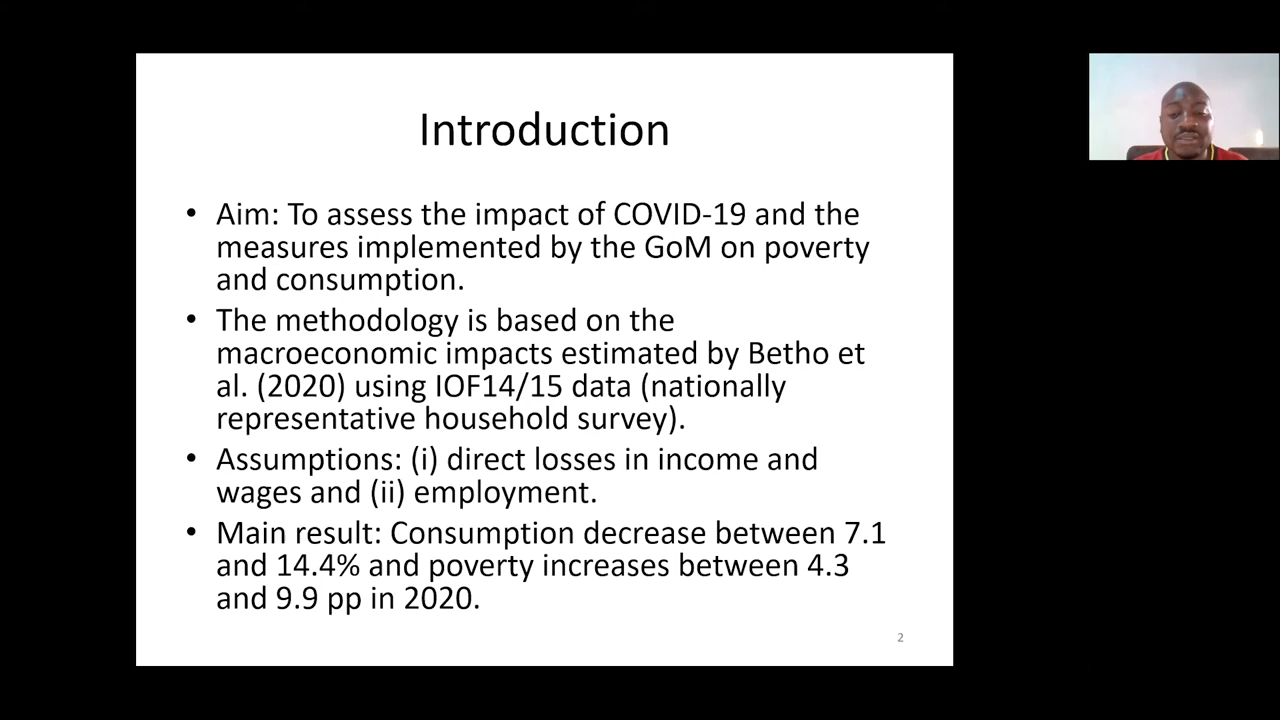 Introduction
• Aim: To assess the impact of COVID-19 and the
measures implemented by the GoM on poverty
and consumption.
• The methodology is based on the
macroeconomic impacts estimated by Betho et
al. (2020) using IOF14/15 data (nationally
representative household survey).
• Assumptions: (i) direct losses in income and
wages and (ii) employment.
• Main result: Consumption decrease between 7.1
and 14.4% and poverty increases between 4.3
and 9.9 pp in 2020.
2